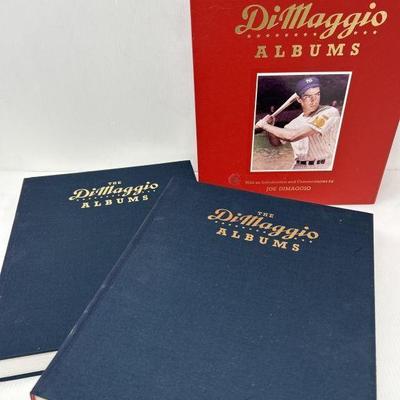 DiMaggio
ALBUMS
With an Introduction and Commentaries by
JOE DIMAGGIO
THE
DiMaggio
ALBUMS
THE
DiMaggio
ALBUMS